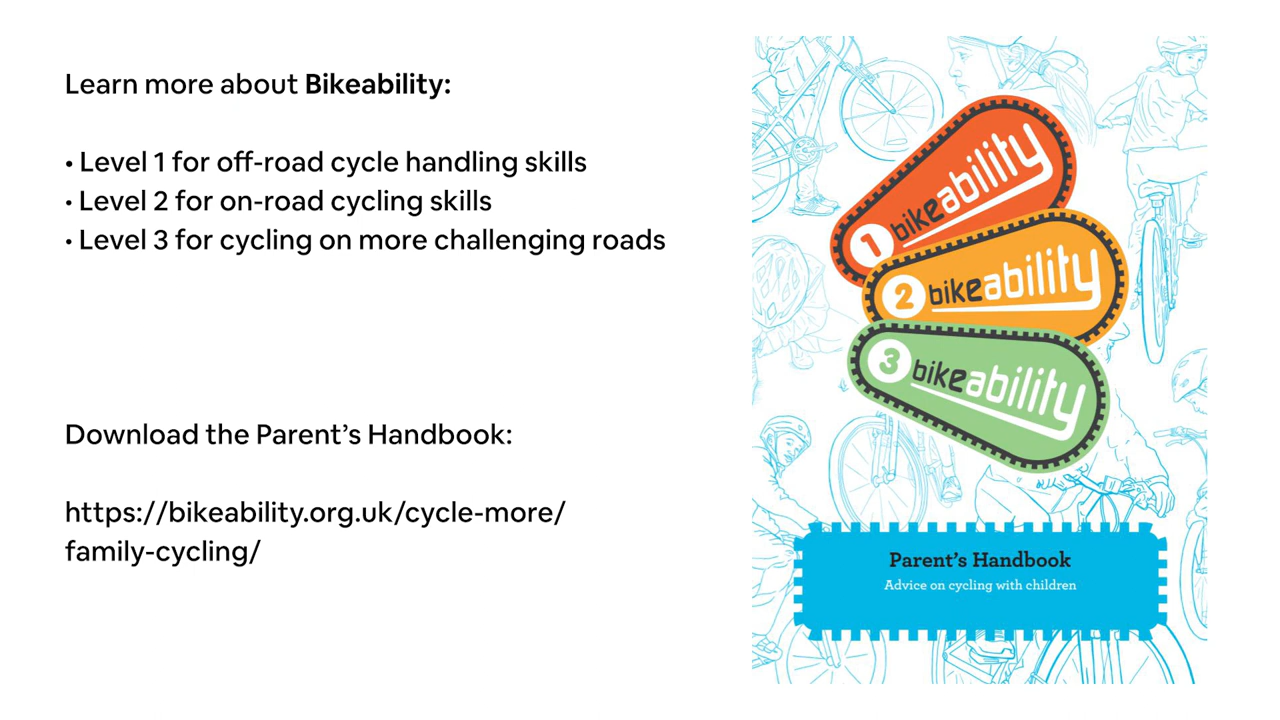 Learn more about Bikeability:
• Level 1 for off-road cycle handling skills
• Level 2 for on-road cycling skills
• Level 3 for cycling on more challenging roads
Download the Parent’s Handbook:
https://bikeability.org.uk/cycle-more/
family-cycling/
1 bikeability
2 bikeability
3 bikeability
Parent’s Handbook
Advice on cycling with children